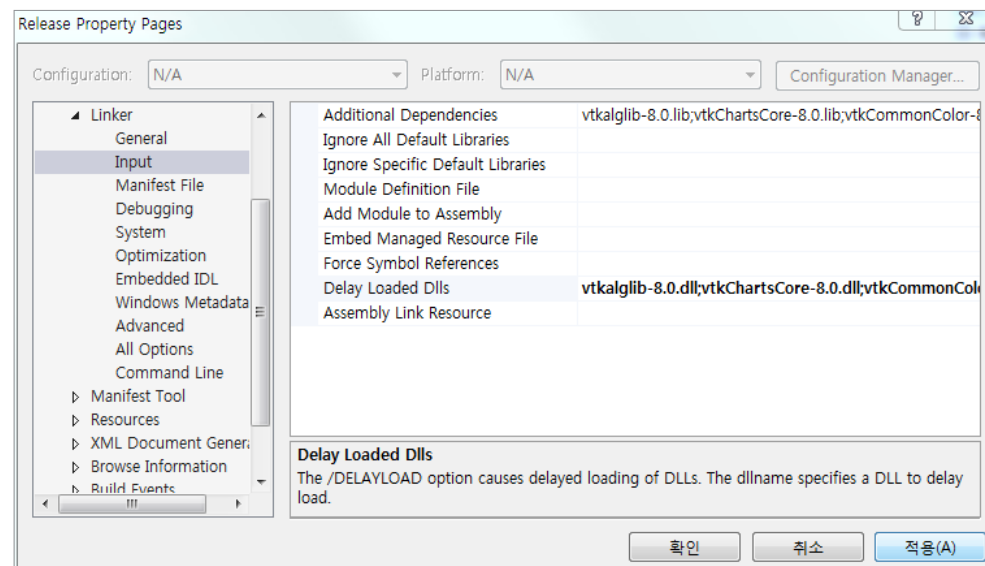 Release Property Pages
Configuration: N/A Platform: N/A Configuration Manager...
Linker
General
Input
Manifest File
Debugging
System
Optimization
Embedded IDL
Windows Metadata
Advanced
All Options
Command Line
Manifest Tool
Resources
XML Document Genera
Browse Information
Build Events
Additional Dependencies vtkalglib-8.0.lib;vtkChartsCore-8.0.lib;vtkCommonColor-8
Ignore All Default Libraries
Ignore Specific Default Libraries
Module Definition File
Add Module to Assembly
Embed Managed Resource File
Force Symbol References
Delay Loaded Dlls vtkalglib-8.0.dll;vtkChartsCore-8.0.dll;vtkCommonColo
Assembly Link Resource
Delay Loaded Dlls
The /DELAYLOAD option causes delayed loading of DLLs. The dllname specifies a DLL to delay
load.
확인 취소 적용(A)